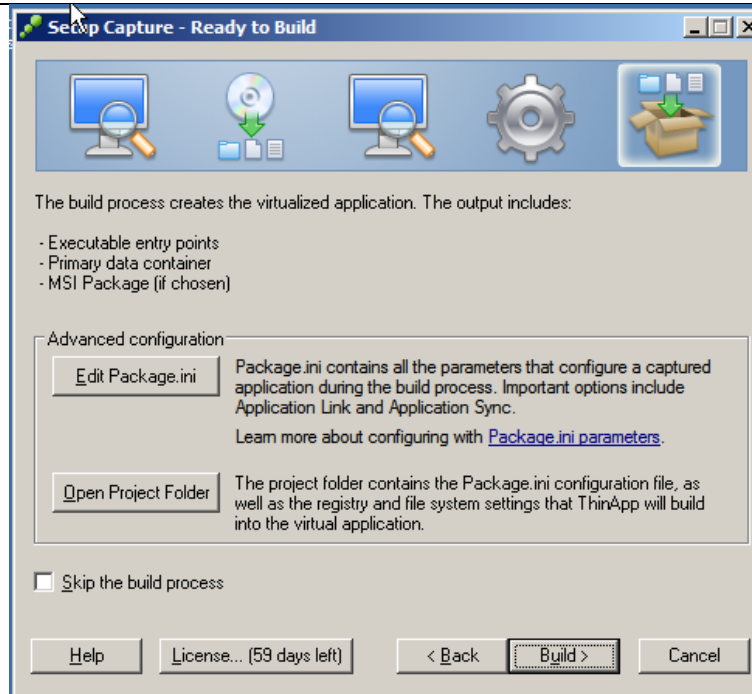 Setup Capture - Ready to Build
The build process creates the virtualized application. The output includes:
- Executable entry points
- Primary data container
- MSI Package (if chosen)
Advanced configuration
Edit Package.ini
Package.ini contains all the parameters that configure a captured
application during the build process. Important options include
Application Link and Application Sync.
Learn more about configuring with Package.ini parameters.
Open Project Folder
The project folder contains the Package.ini configuration file, as
well as the registry and file system settings that ThinApp will build
into the virtual application.
Skip the build process
Help
License... (59 days left)
< Back
Build >
Cancel